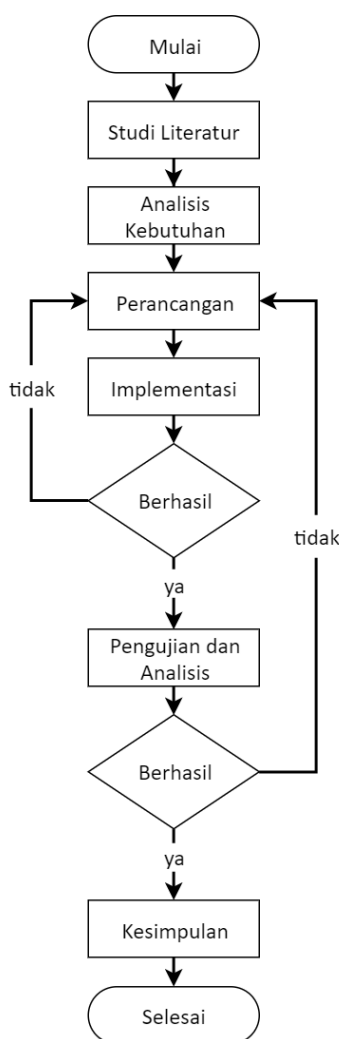 Mulai
Studi Literatur
Analisis
Kebutuhan
Perancangan
tidak
Implementasi
Berhasil
tidak
ya
Pengujian dan
Analisis
Berhasil
ya
Kesimpulan
Selesai